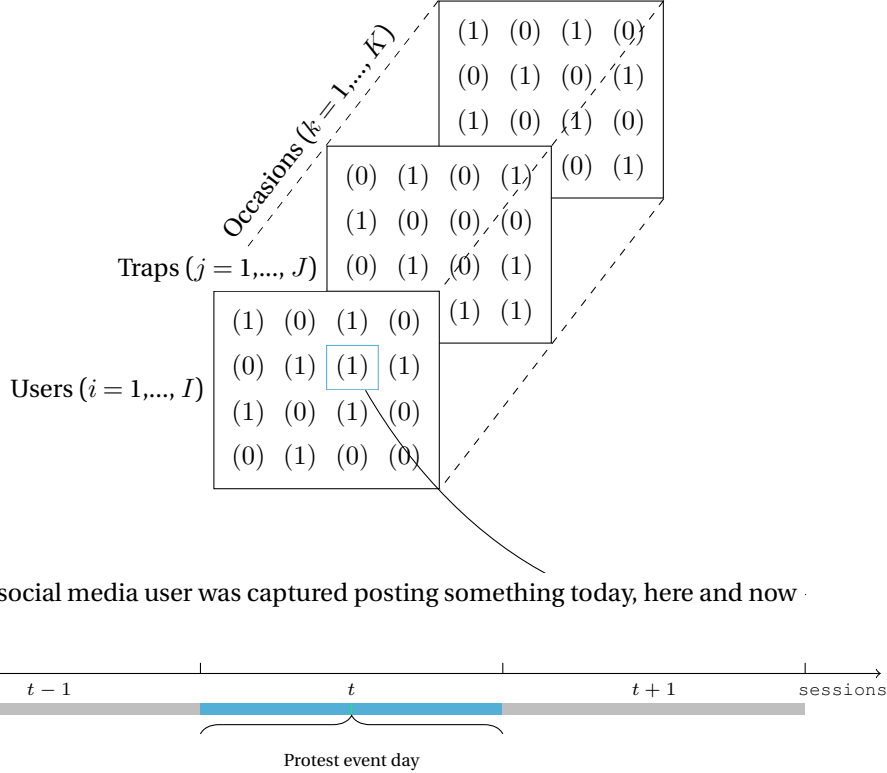 (1) (0) (1) (0)
(0) (1) (0) (1)
(1) (0) (1) (0)
(0) (1)
Occasions (k = 1,..., K)
(0) (1) (0) (1)
(1) (0) (0) (0)
(0) (1) (0) (1)
(1) (1)
Traps (j = 1,..., J)
(1) (0) (1) (0)
(0) (1) (1) (1)
(1) (0) (1) (0)
(0) (1) (0) (0)
Users (i = 1,..., I)
social media user was captured posting something today, here and now
t − 1 t t + 1 sessions
Protest event day